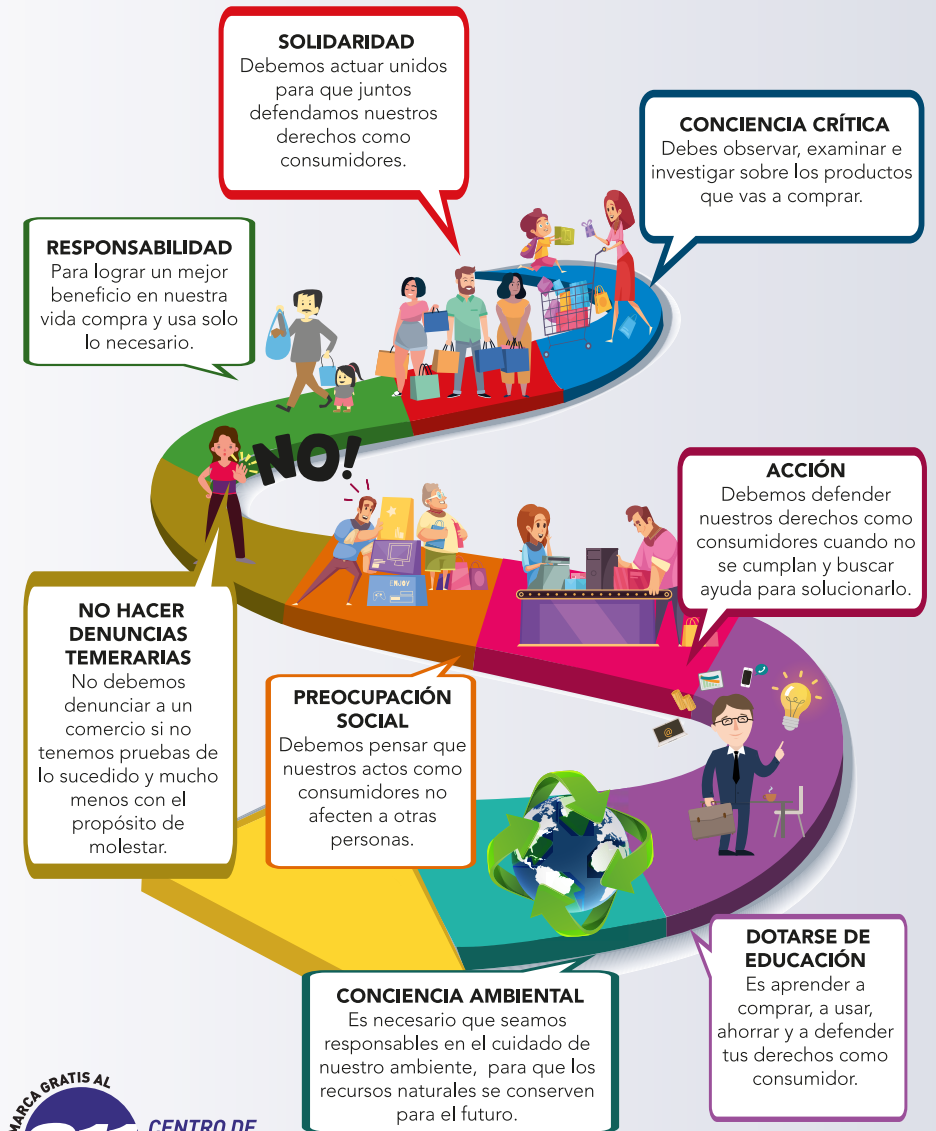 SOLIDARIDAD
Debemos actuar unidos
para que juntos
defendamos nuestros
derechos como
consumidores.
CONCIENCIA CRÍTICA
Debes observar, examinar e
investigar sobre los productos
que vas a comprar.
RESPONSABILIDAD
Para lograr un mejor
beneficio en nuestra
vida compra y usa solo
lo necesario.
NO!
ENJOY
ACCIÓN
Debemos defender
nuestros derechos como
consumidores cuando no
se cumplan y buscar
ayuda para solucionarlo.
NO HACER
DENUNCIAS
TEMERARIAS
No debemos
denunciar a un
comercio si no
tenemos pruebas de
lo sucedido y mucho
menos con el
propósito de
molestar.
PREOCUPACIÓN
SOCIAL
Debemos pensar que
nuestros actos como
consumidores no
afecten a otras
personas.
@
DOTARSE DE
EDUCACIÓN
Es aprender a
comprar, a usar,
ahorrar y a defender
tus derechos como
consumidor.
CONCIENCIA AMBIENTAL
Es necesario que seamos
responsables en el cuidado de
nuestro ambiente, para que los
recursos naturales se conserven
para el futuro.
MARCA GRATIS AL
CENTRO DE